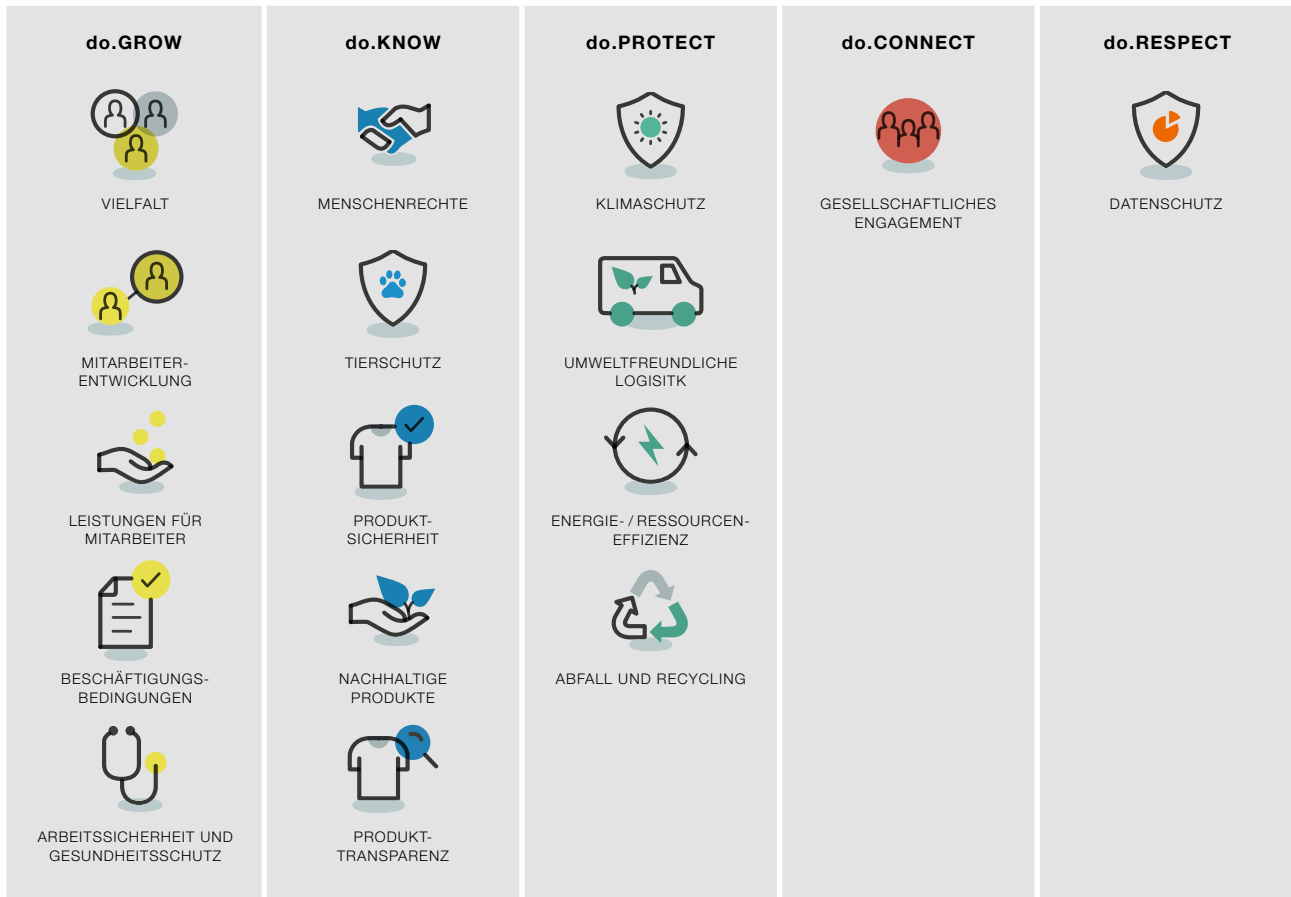 do.GROW
VIELFALT
MITARBEITER-
ENTWICKLUNG
LEISTUNGEN FÜR
MITARBEITER
BESCHÄFTIGUNGS-
BEDINGUNGEN
ARBEITSSICHERHEIT UND
GESUNDHEITSSCHUTZ
do.KNOW
MENSCHENRECHTE
TIERSCHUTZ
PRODUKT-
SICHERHEIT
NACHHALTIGE
PRODUKTE
PRODUKT-
TRANSPARENZ
do.PROTECT
KLIMASCHUTZ
UMWELTFREUNDLICHE
LOGISITK
ENERGIE- / RESSOURCEN-
EFFIZIENZ
ABFALL UND RECYCLING
do.CONNECT
GESELLSCHAFTLICHES
ENGAGEMENT
do.RESPECT
DATENSCHUTZ